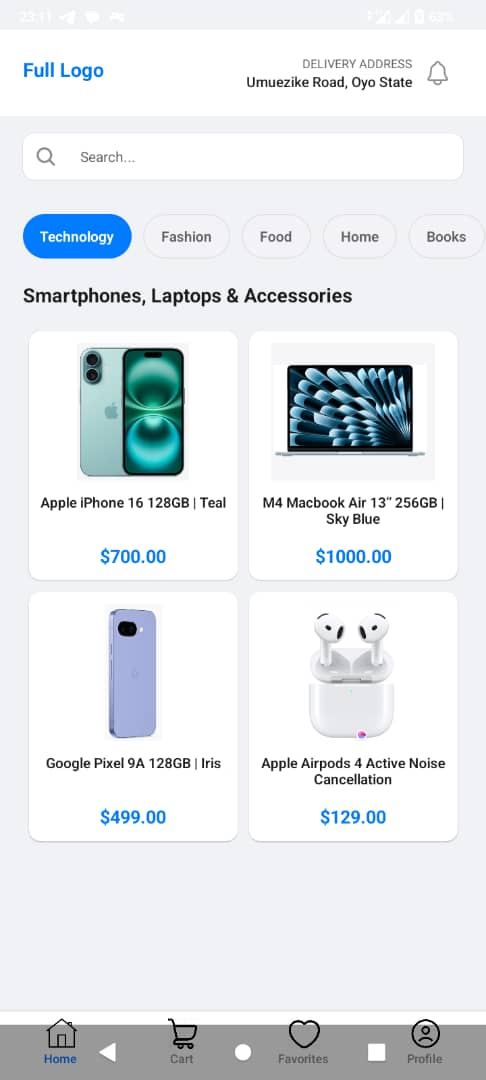 23:11
63%
Full Logo
DELIVERY ADDRESS
Umuezike Road, Oyo State
Search...
Technology
Fashion
Food
Home
Books
Smartphones, Laptops & Accessories
Apple iPhone 16 128GB | Teal
$700.00
M4 Macbook Air 13" 256GB |
Sky Blue
$1000.00
Google Pixel 9A 128GB | Iris
$499.00
Apple Airpods 4 Active Noise
Cancellation
$129.00
Home
Cart
Favorites
Profile